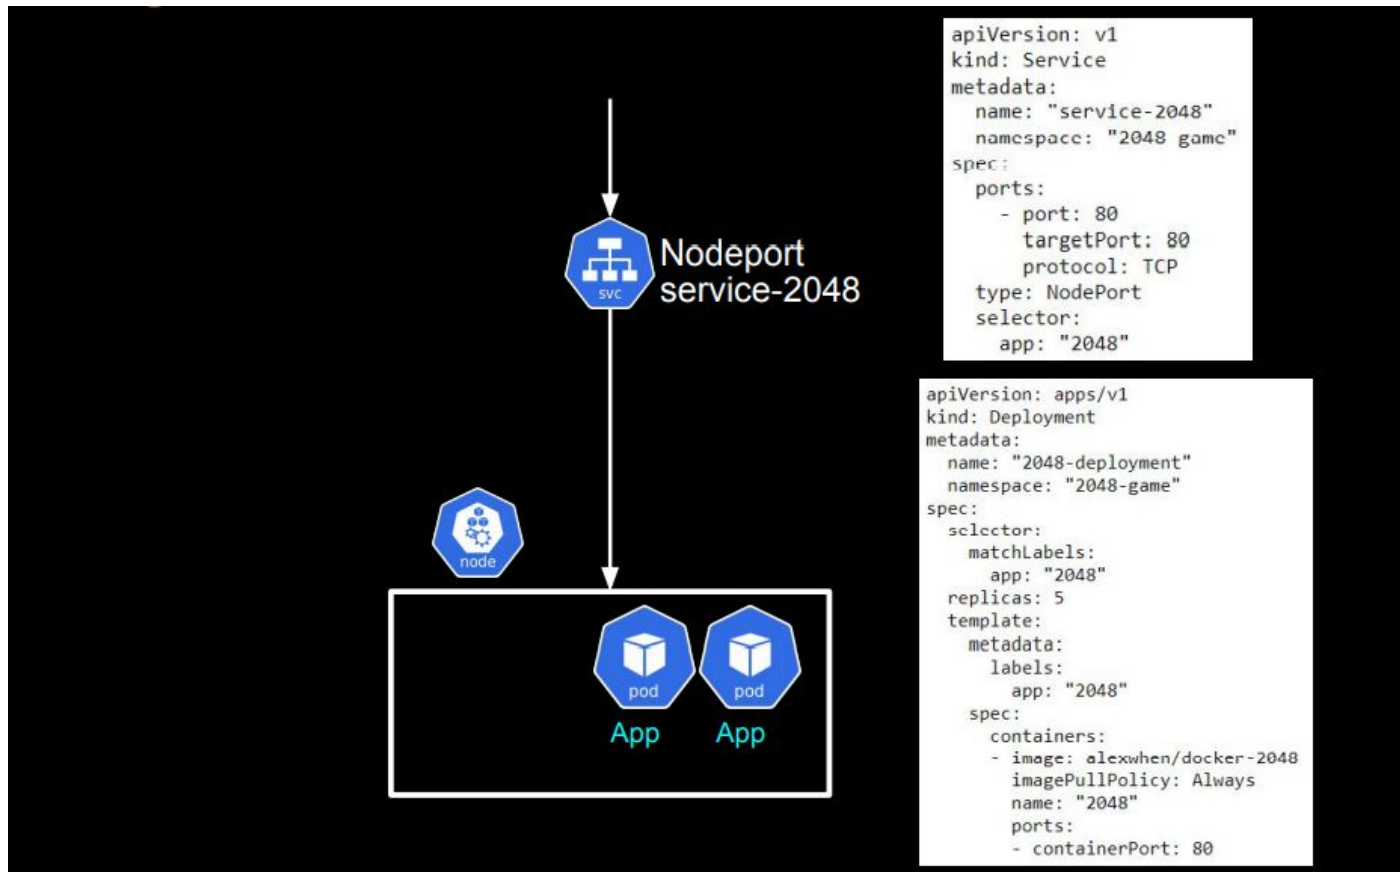 Nodeport
service-2048
svc
node
pod
pod
App
App
apiVersion: v1
kind: Service
metadata:
  name: "service-2048"
  namespace: "2048 game"
spec:
  ports:
    - port: 80
      targetPort: 80
      protocol: TCP
  type: NodePort
  selector:
    app: "2048"
apiVersion: apps/v1
kind: Deployment
metadata:
  name: "2048-deployment"
  namespace: "2048-game"
spec:
  selector:
    matchLabels:
      app: "2048"
  replicas: 5
  template:
    metadata:
      labels:
        app: "2048"
    spec:
      containers:
      - image: alexwhen/docker-2048
        imagePullPolicy: Always
        name: "2048"
        ports:
        - containerPort: 80